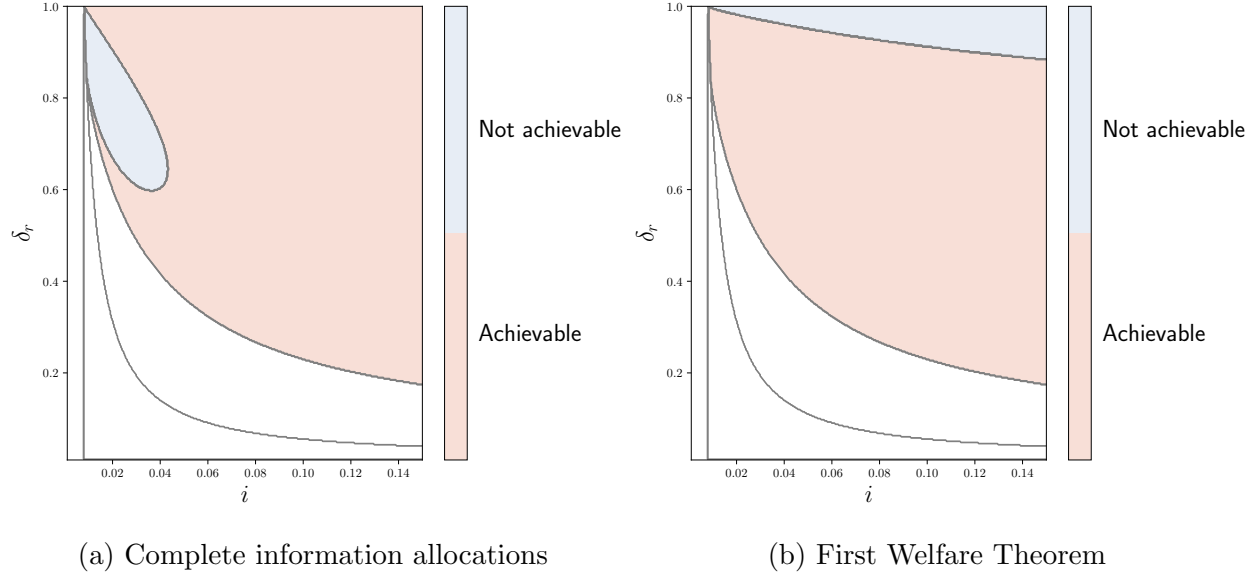 1.0
0.8
0.6
0.4
0.2
δ_r
0.02 0.04 0.06 0.08 0.10 0.12 0.14
i
Not achievable
Achievable
(a) Complete information allocations
1.0
0.8
0.6
0.4
0.2
δ_r
0.02 0.04 0.06 0.08 0.10 0.12 0.14
i
Not achievable
Achievable
(b) First Welfare Theorem